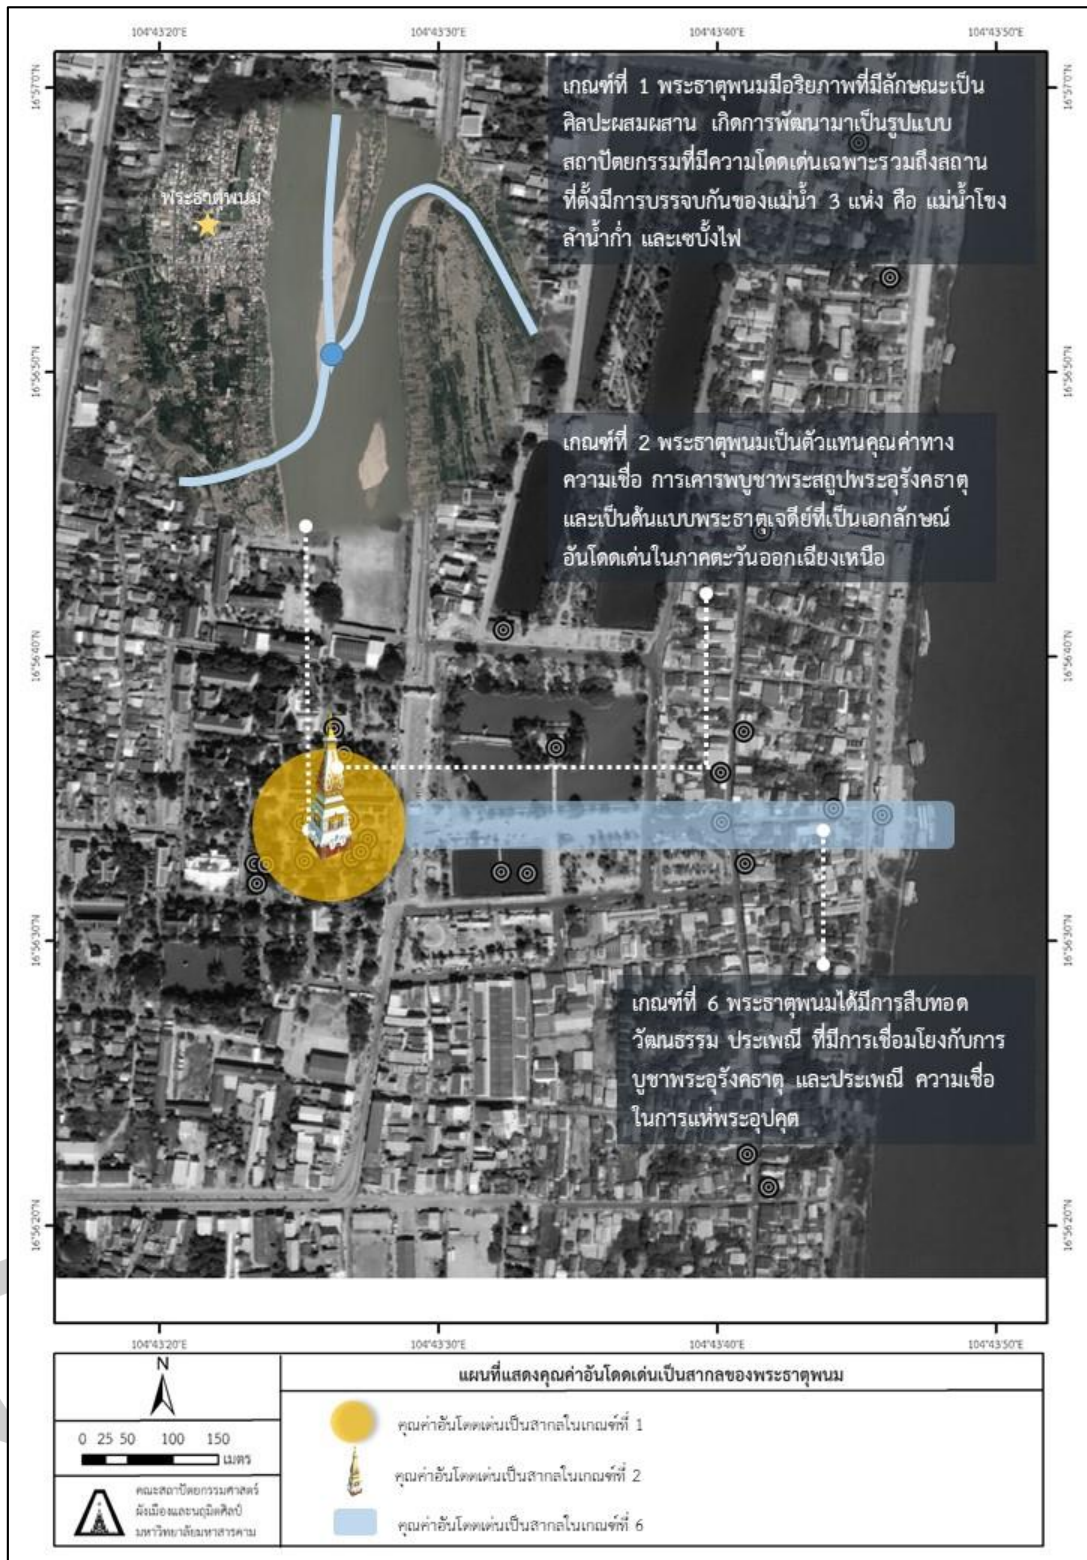 104°43'20"E
104°43'30"E
104°43'40"E
104°43'50"E
16°57'0"N
16°57'0"N
เกณฑ์ที่ 1 พระธาตุพนมมีอริยภาพที่มีลักษณะเป็น
ศิลปะผสมผสาน เกิดการพัฒนามาเป็นรูปแบบ
สถาปัตยกรรมที่มีความโดดเด่นเฉพาะรวมถึงสถาน
ที่ตั้งมีการบรรจบกันของแม่น้ำ 3 แห่ง คือ แม่น้ำโขง
ลำน้ำก่ำ และเซบั้งไฟ
พระธาตุพนม
16°56'50"N
16°56'50"N
เกณฑ์ที่ 2 พระธาตุพนมเป็นตัวแทนคุณค่าทาง
ความเชื่อ การเคารพบูชาพระสถูปพระอุรังคธาตุ
และเป็นต้นแบบพระธาตุเจดีย์ที่เป็นเอกลักษณ์
อันโดดเด่นในภาคตะวันออกเฉียงเหนือ
16°56'40"N
16°56'40"N
16°56'30"N
16°56'30"N
เกณฑ์ที่ 6 พระธาตุพนมได้มีการสืบทอด
วัฒนธรรม ประเพณี ที่มีการเชื่อมโยงกับการ
บูชาพระอุรังคธาตุ และประเพณี ความเชื่อ
ในการแห่พระอุปคุต
16°56'20"N
16°56'20"N
104°43'20"E
104°43'30"E
104°43'40"E
104°43'50"E
N
0 25 50 100 150
เมตร
คณะสถาปัตยกรรมศาสตร์
ผังเมืองและนฤมิตศิลป์
มหาวิทยาลัยมหาสารคาม
แผนที่แสดงคุณค่าอันโดดเด่นเป็นสากลของพระธาตุพนม
คุณค่าอันโดดเด่นเป็นสากลในเกณฑ์ที่ 1
คุณค่าอันโดดเด่นเป็นสากลในเกณฑ์ที่ 2
คุณค่าอันโดดเด่นเป็นสากลในเกณฑ์ที่ 6